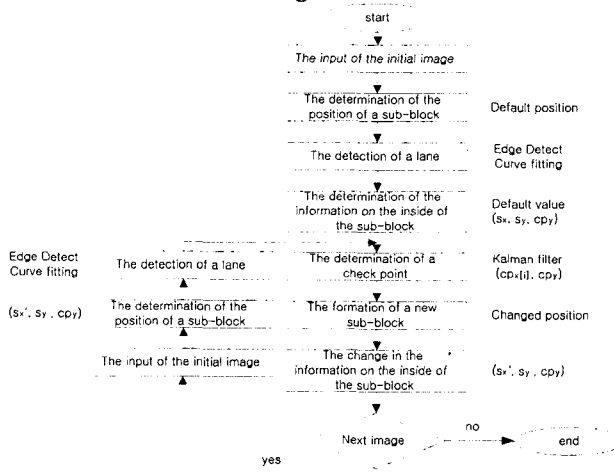 start
The input of the initial image
The determination of the
position of a sub-block
Default position
The detection of a lane
Edge Detect
Curve fitting
The determination of the
information on the inside of
the sub-block
Default value
(sx, sy, cpy)
Edge Detect
Curve fitting
The detection of a lane
The determination of a
check point
Kalman filter
(cpx[i], cpy)
(sx', sy, cpy)
The determination of the
position of a sub-block
The formation of a new
sub-block
Changed position
The input of the initial image
The change in the
information on the inside of
the sub-block
(sx', sy, cpy)
Next image
no
end
yes